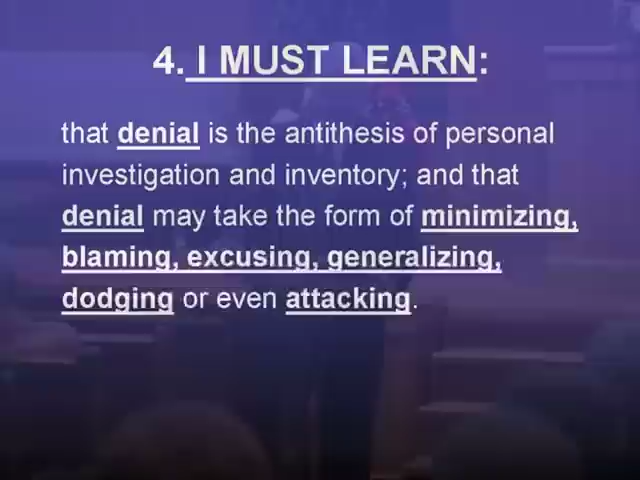 4. I MUST LEARN:
that denial is the antithesis of personal
investigation and inventory; and that
denial may take the form of minimizing,
blaming, excusing, generalizing,
dodging or even attacking.